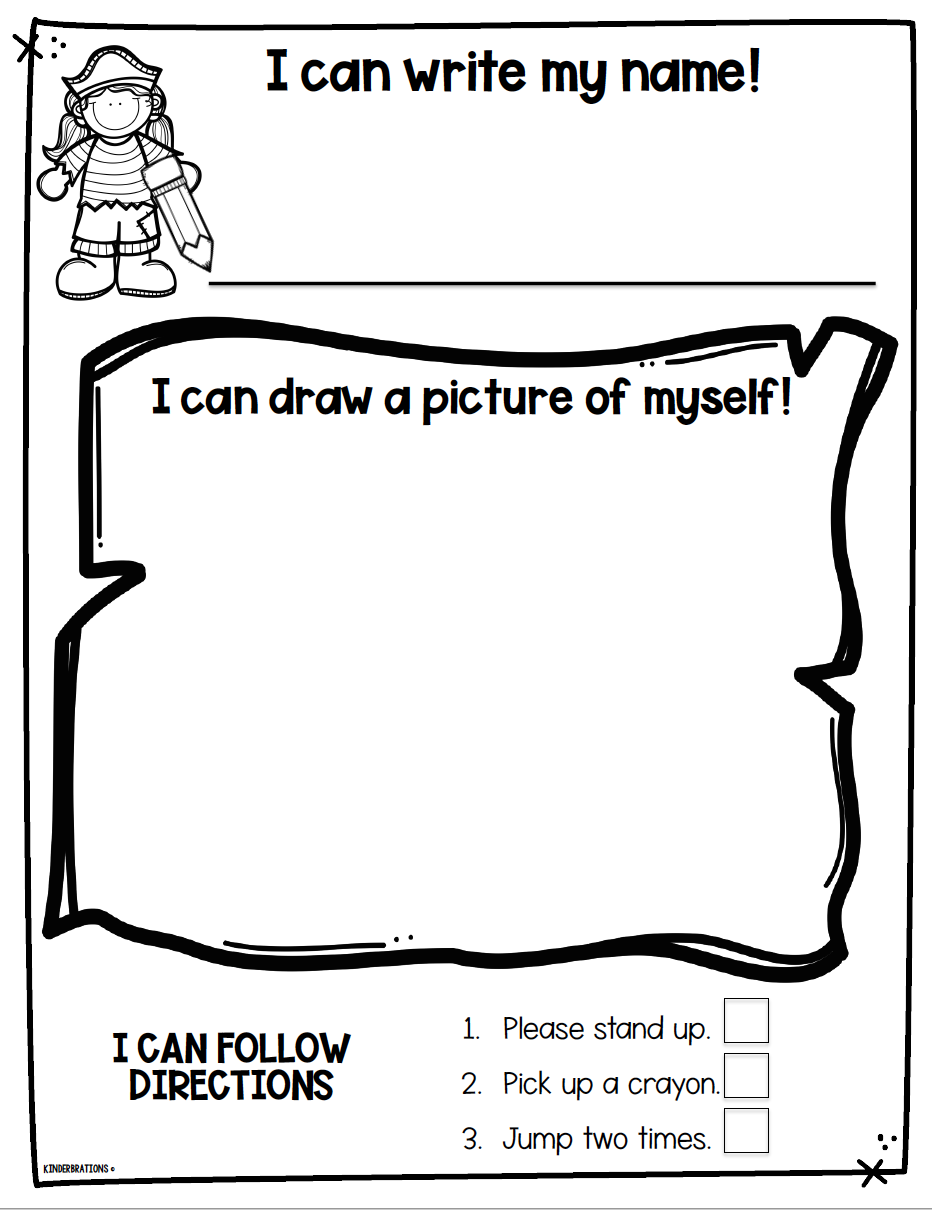 I can write my name!
I can draw a picture of myself!
I CAN FOLLOW
DIRECTIONS
1. Please stand up.
2. Pick up a crayon.
3. Jump two times.
KINDERBRATIONS ©